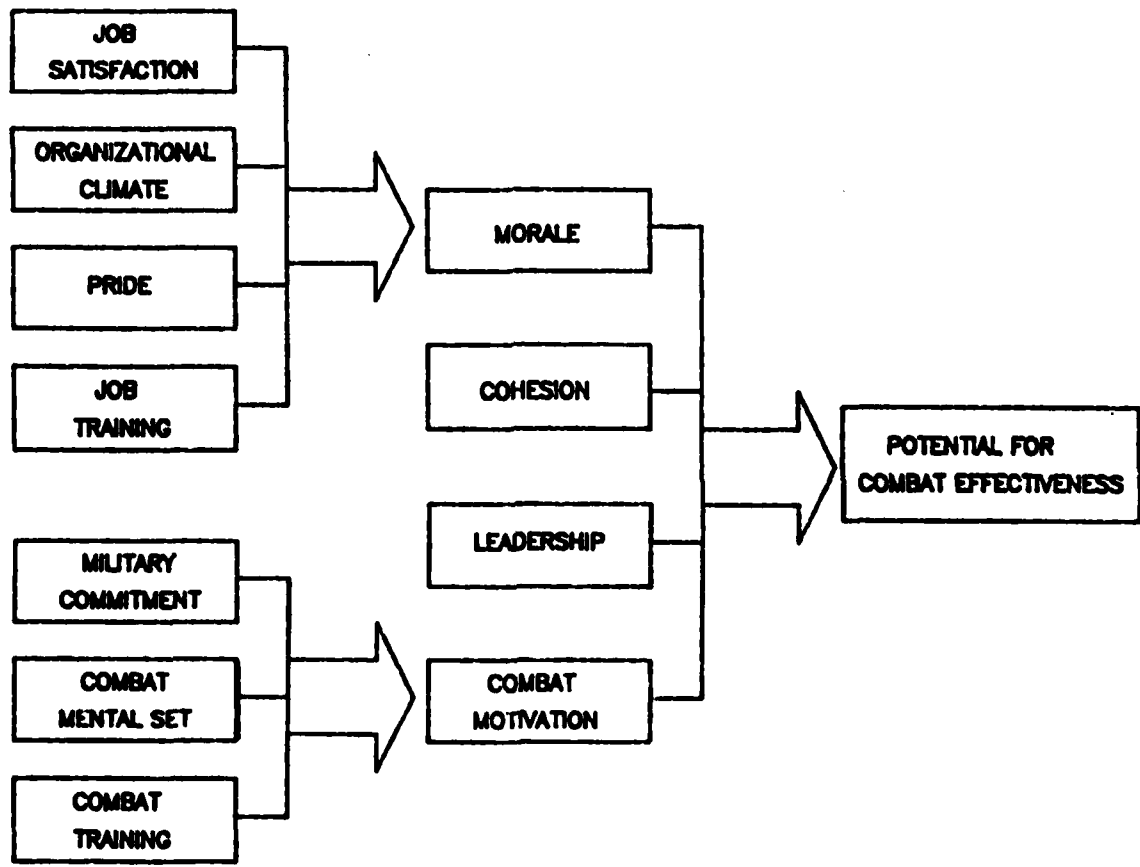 JOB
SATISFACTION
ORGANIZATIONAL
CLIMATE
PRIDE
JOB
TRAINING
MILITARY
COMMITMENT
COMBAT
MENTAL SET
COMBAT
TRAINING
MORALE
COHESION
LEADERSHIP
COMBAT
MOTIVATION
POTENTIAL FOR
COMBAT EFFECTIVENESS